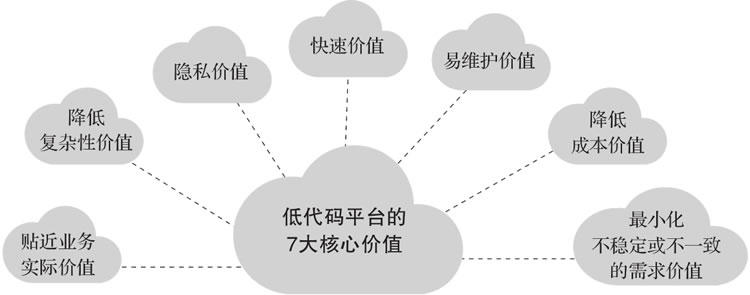 快速价值
易维护价值
隐私价值
降低
复杂性价值
降低
成本价值
低代码平台的
7大核心价值
贴近业务
实际价值
最小化
不稳定或不一致
的需求价值